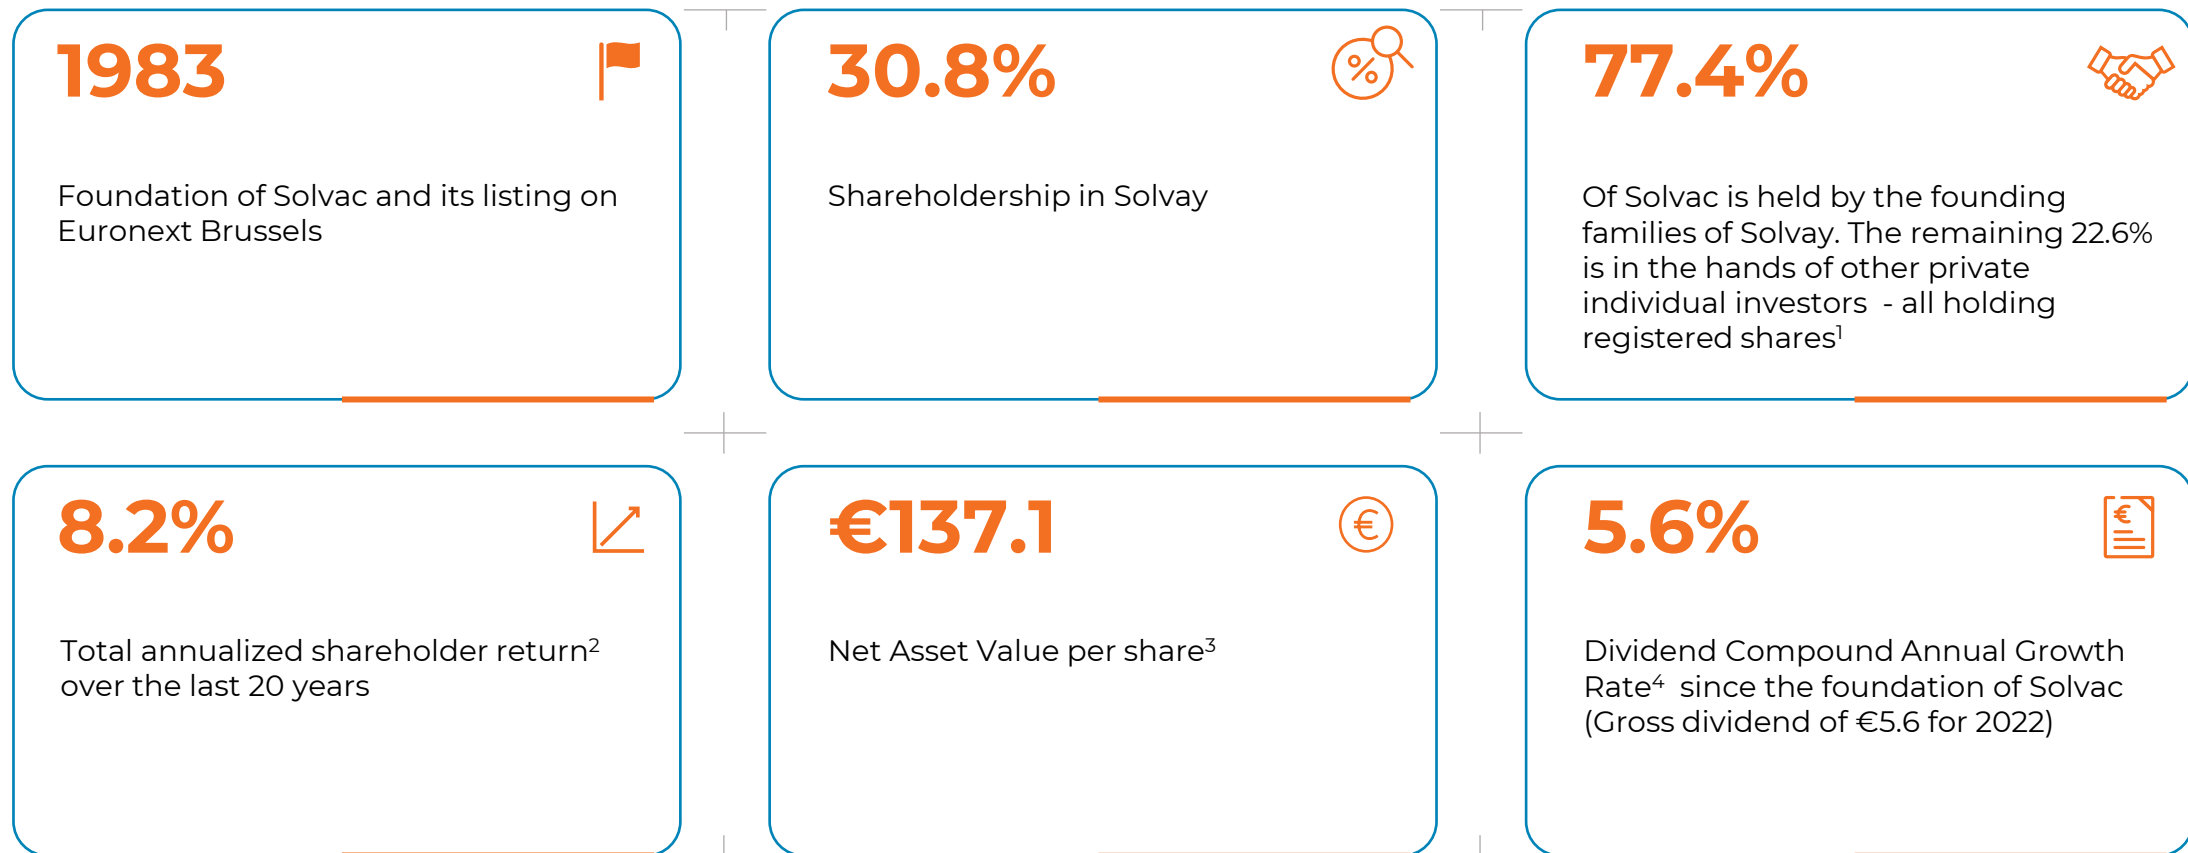 1983
Foundation of Solvac and its listing on
Euronext Brussels
30.8%
Shareholdership in Solvay
77.4%
Of Solvac is held by the founding
families of Solvay. The remaining 22.6%
is in the hands of other private
individual investors  - all holding
registered shares¹
8.2%
Total annualized shareholder return²
over the last 20 years
€137.1
Net Asset Value per share³
5.6%
Dividend Compound Annual Growth
Rate⁴  since the foundation of Solvac
(Gross dividend of €5.6 for 2022)